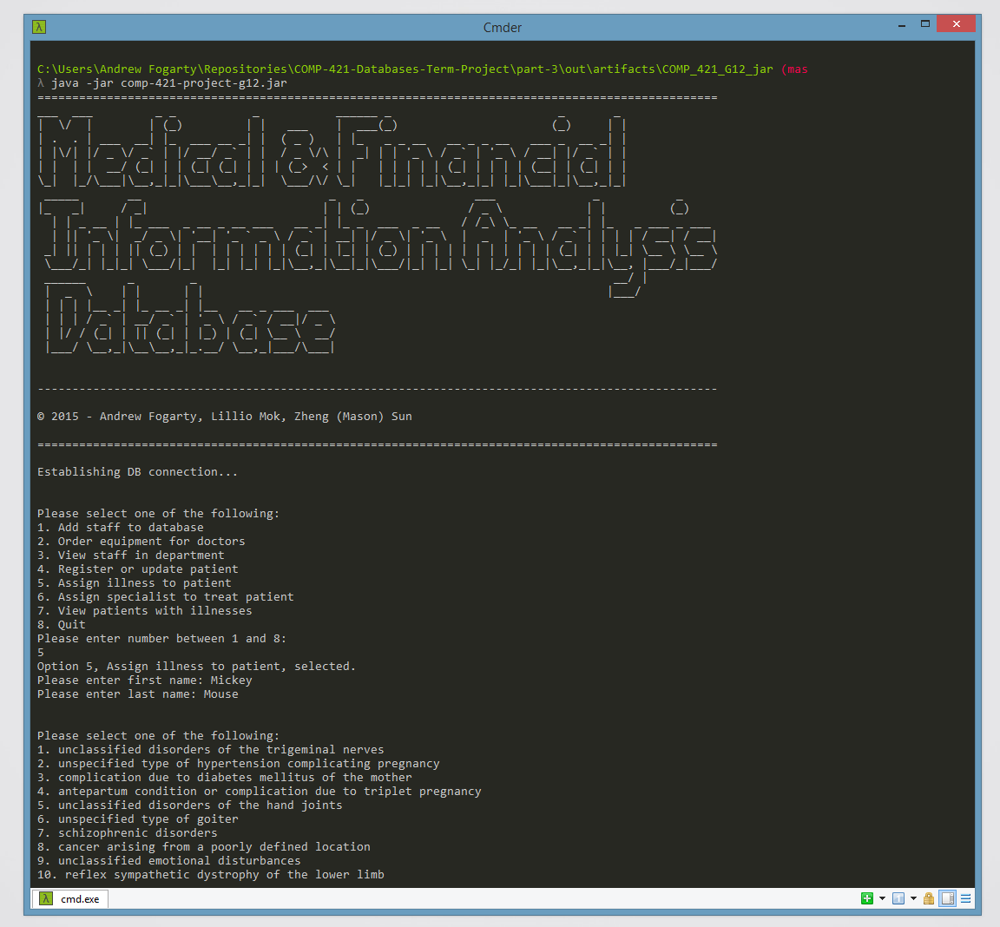 Cmder
C:\Users\Andrew Fogarty\Repositories\COMP-421-Databases-Term-Project\part-3\out\artifacts\COMP_421_G12_jar (mas
λ java -jar comp-421-project-g12.jar
Medical & Financial
Information Analysis
Database
© 2015 - Andrew Fogarty, Lillio Mok, Zheng (Mason) Sun
Establishing DB connection...
Please select one of the following:
1. Add staff to database
2. Order equipment for doctors
3. View staff in department
4. Register or update patient
5. Assign illness to patient
6. Assign specialist to treat patient
7. View patients with illnesses
8. Quit
Please enter number between 1 and 8:
5
Option 5, Assign illness to patient, selected.
Please enter first name: Mickey
Please enter last name: Mouse
Please select one of the following:
1. unclassified disorders of the trigeminal nerves
2. unspecified type of hypertension complicating pregnancy
3. complication due to diabetes mellitus of the mother
4. antepartum condition or complication due to triplet pregnancy
5. unclassified disorders of the hand joints
6. unspecified type of goiter
7. schizophrenic disorders
8. cancer arising from a poorly defined location
9. unclassified emotional disturbances
10. reflex sympathetic dystrophy of the lower limb
λ cmd.exe